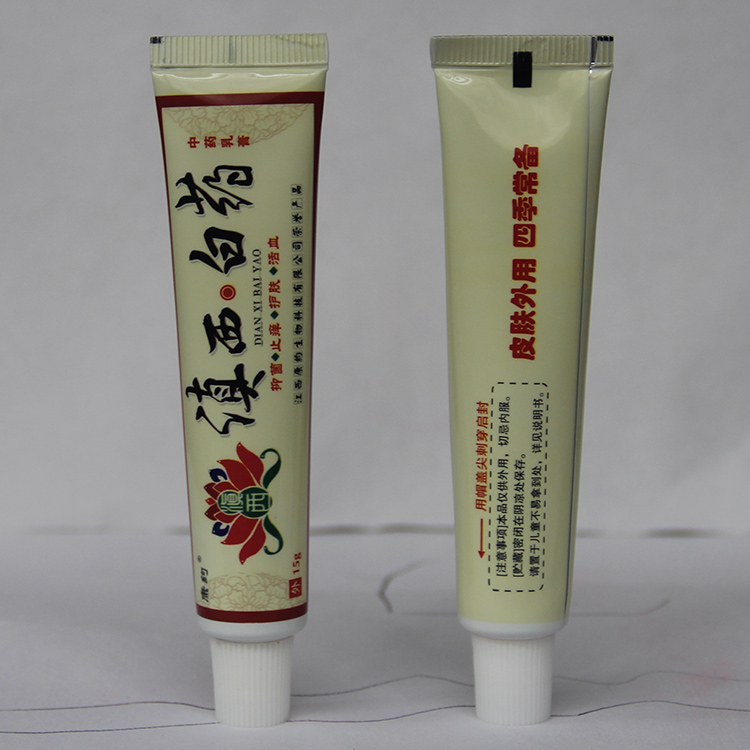 中药乳膏
滇西·白药
DIAN XI BAI YAO
抑菌◆止痒◆护肤◆活血
江西康药生物科技有限公司荣誉产品
滇西
康药®
外 15g
皮肤外用 四季常备
用帽盖尖刺穿启封
[注意事项]本品仅供外用，切忌内服。
[贮藏]密闭在阴凉处保存。
请置于儿童不易拿到处，详见说明书。